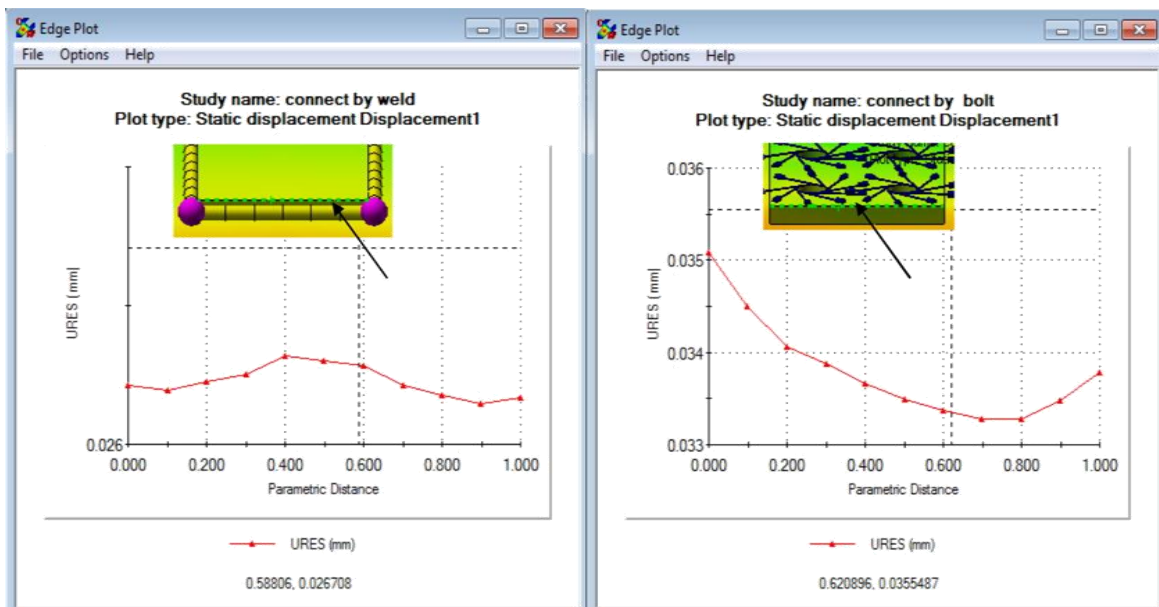 Edge Plot
File Options Help
Study name: connect by weld
Plot type: Static displacement Displacement1
URES (mm)
0.026
0.000 0.200 0.400 0.600 0.800 1.000
Parametric Distance
URES (mm)
0.58806, 0.026708
Edge Plot
File Options Help
Study name: connect by bolt
Plot type: Static displacement Displacement1
0.036
0.035
URES (mm)
0.034
0.033
0.000 0.200 0.400 0.600 0.800 1.000
Parametric Distance
URES (mm)
0.620896, 0.0355487